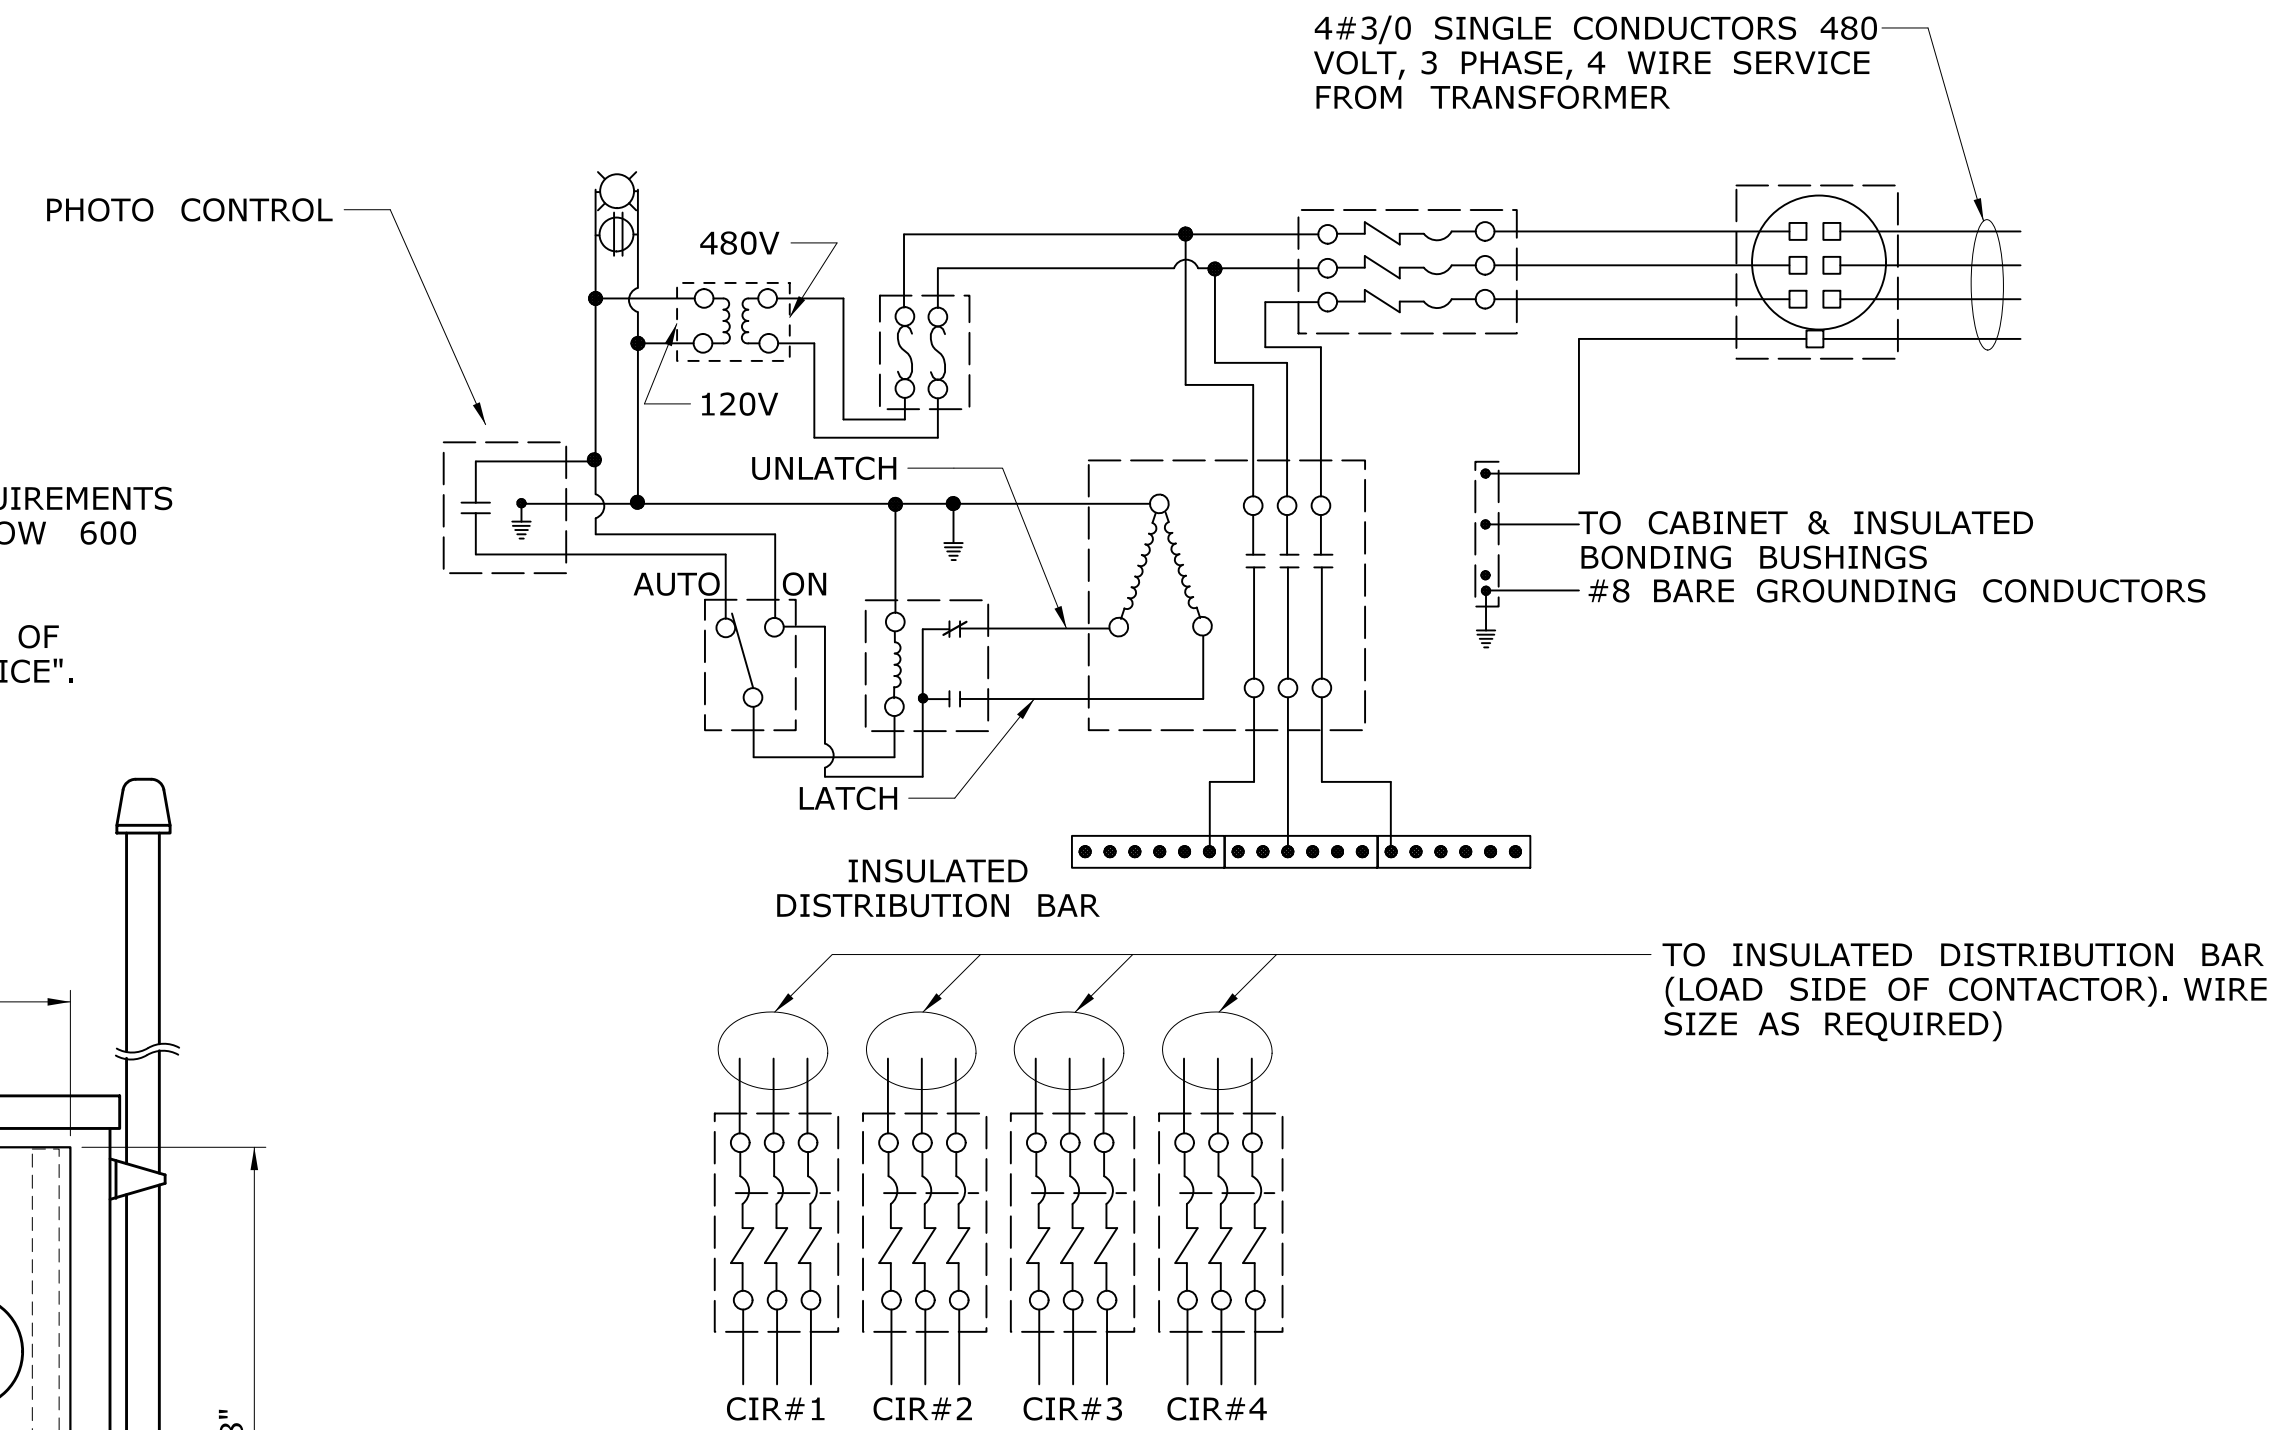 4#3/0 SINGLE CONDUCTORS 480
VOLT, 3 PHASE, 4 WIRE SERVICE
FROM TRANSFORMER
PHOTO CONTROL
480V
120V
UNLATCH
AUTO
ON
LATCH
TO CABINET & INSULATED
BONDING BUSHINGS
#8 BARE GROUNDING CONDUCTORS
OW 600
OF
INSULATED
DISTRIBUTION BAR
TO INSULATED DISTRIBUTION BAR
(LOAD SIDE OF CONTACTOR). WIRE
SIZE AS REQUIRED)
CIR#1
CIR#2
CIR#3
CIR#4